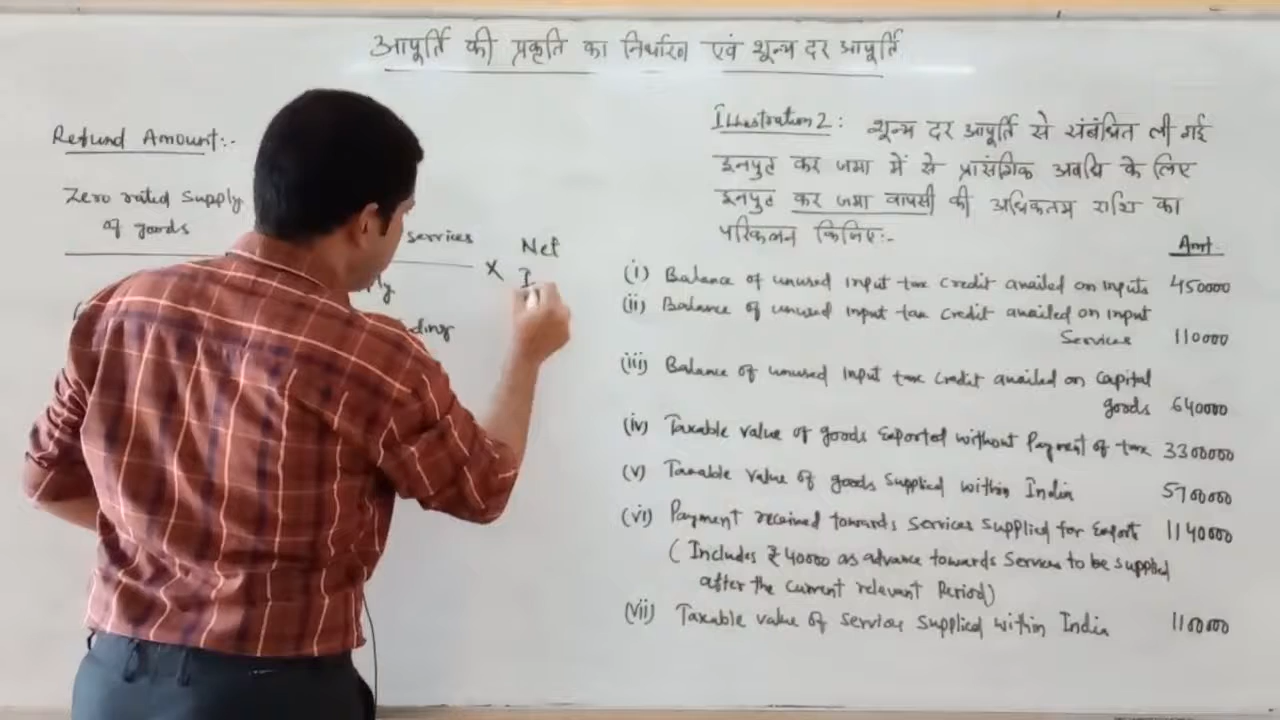 आपूर्ति की प्रकृति का निर्धारण एवं शून्य दर आपूर्ति
Refund Amount:-
Zero rated Supply
of goods
services
× Net
I
Illustration 2: शून्य दर आपूर्ति से संबंधित ली गई
इनपुट कर जमा में से प्रासंगिक अवधि के लिए
इनपुट कर जमा वापसी की अधिकतम राशि का
परिकलन किजिए:-
Amt.
(i) Balance of unused input tax credit availed on inputs 450000
(ii) Balance of unused input tax credit availed on input
Services 110000
(iii) Balance of unused input tax credit availed on Capital
goods 640000
(iv) Taxable value of goods Exported without Payment of tax 3300000
(v) Taxable value of goods Supplied within India 5700000
(vi) Payment received towards Services supplied for Export 1140000
( Includes ₹ 40000 as advance towards Services to be supplied
after the current relevant Period)
(vii) Taxable value of services supplied within India 1100000